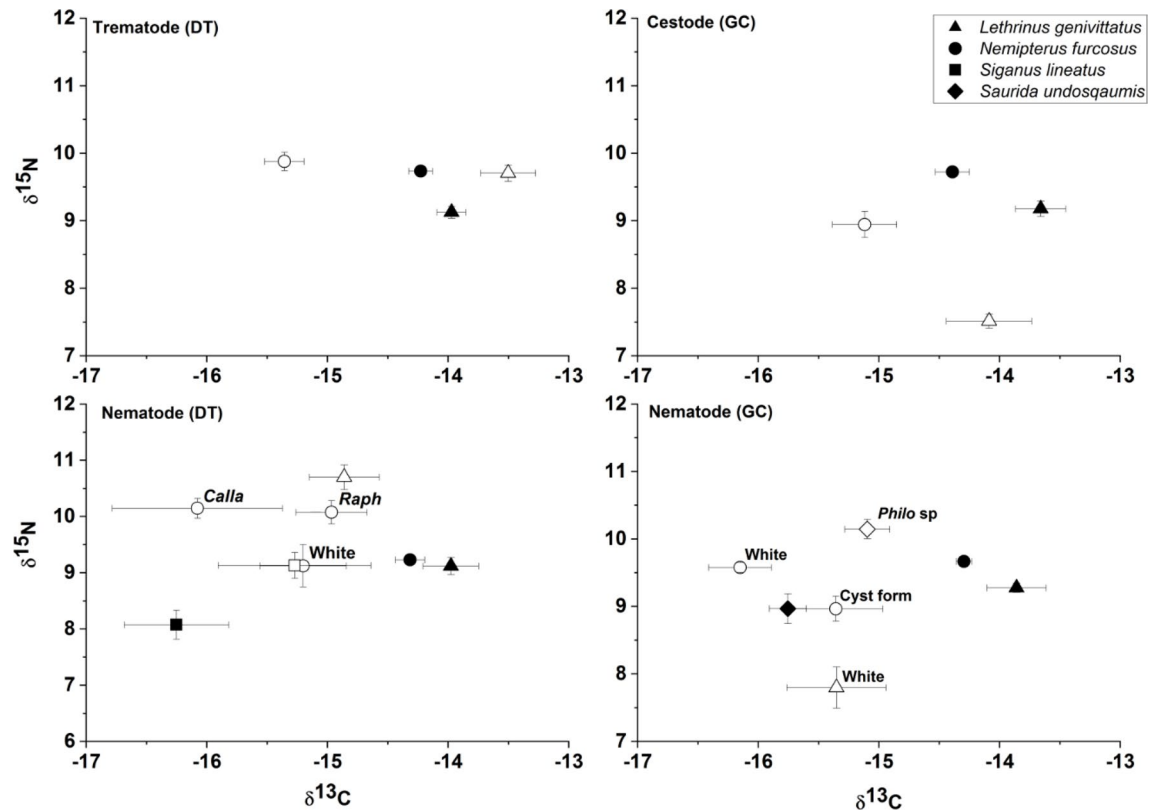 Trematode (DT)
12
11
10
9
8
7
δ15N
-17
-16
-15
-14
-13
Cestode (GC)
Lethrinus genivittatus
Nemipterus furcosus
Siganus lineatus
Saurida undosqaumis
12
11
10
9
8
7
-17
-16
-15
-14
-13
Nematode (DT)
12
11
10
9
8
7
6
δ15N
Calla
Raph
White
-17
-16
-15
-14
-13
δ13C
Nematode (GC)
12
11
10
9
8
7
Philo sp
White
Cyst form
White
-17
-16
-15
-14
-13
δ13C